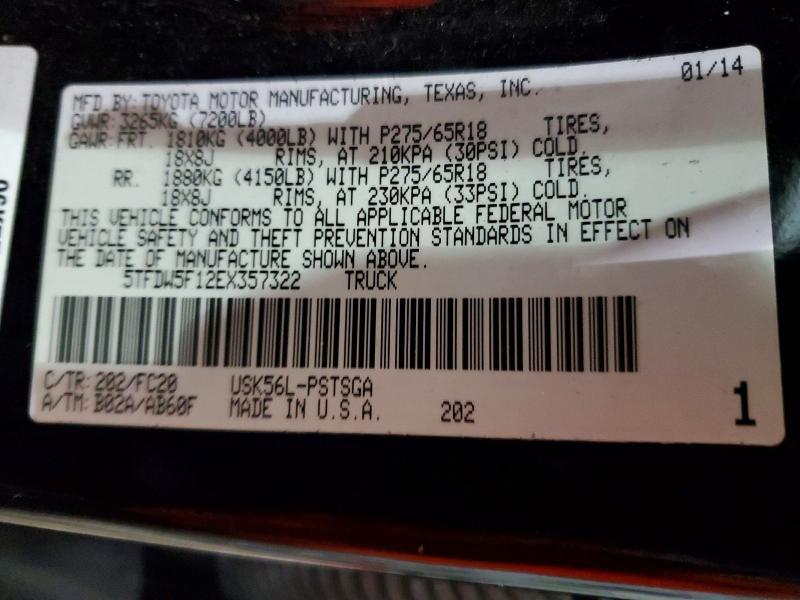 01/14
MFD BY: TOYOTA MOTOR MANUFACTURING, TEXAS, INC.
GVWR: 3265KG (7200LB)
GAWR: FRT. 1810KG (4000LB) WITH P275/65R18 TIRES,
18X8J RIMS, AT 210KPA (30PSI) COLD.
RR. 1880KG (4150LB) WITH P275/65R18 TIRES,
18X8J RIMS, AT 230KPA (33PSI) COLD.
THIS VEHICLE CONFORMS TO ALL APPLICABLE FEDERAL MOTOR
VEHICLE SAFETY AND THEFT PREVENTION STANDARDS IN EFFECT ON
THE DATE OF MANUFACTURE SHOWN ABOVE.
5TFDW5F12EX357322 TRUCK
C/TR: 202/FC20 USK56L-PSTSGA
A/TM: B02A/AB60F MADE IN U.S.A. 202 1